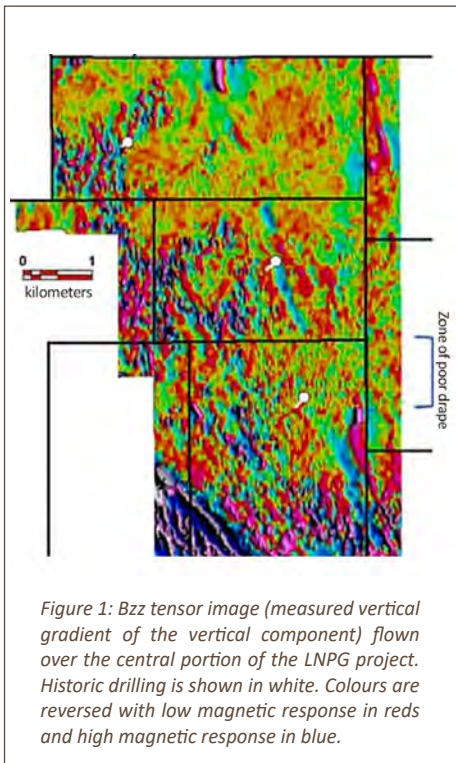 0 1
kilometers
Zone of poor drape
Figure 1: Bzz tensor image (measured vertical
gradient of the vertical component) flown
over the central portion of the LNPG project.
Historic drilling is shown in white. Colours are
reversed with low magnetic response in reds
and high magnetic response in blue.